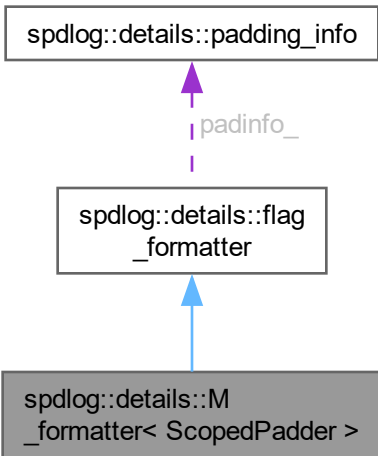 spdlog::details::padding_info
padinfo_
spdlog::details::flag
_formatter
spdlog::details::M
_formatter< ScopedPadder >